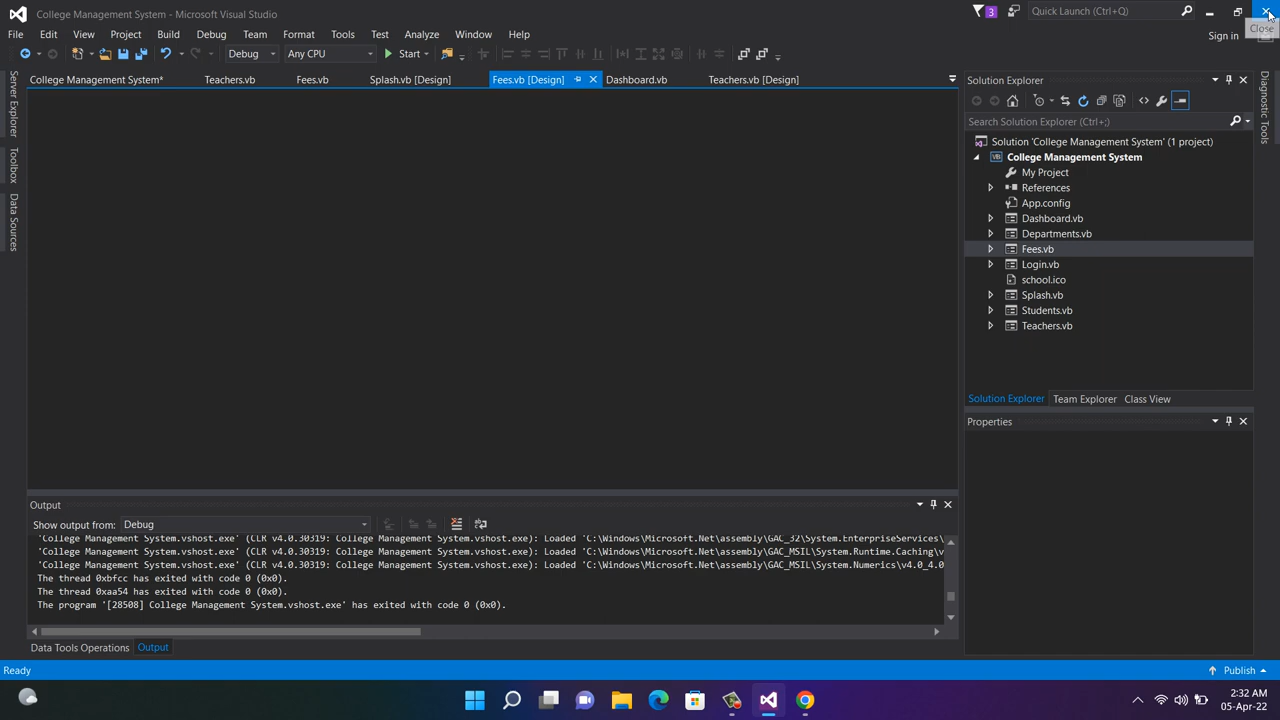 College Management System - Microsoft Visual Studio
3
Quick Launch (Ctrl+Q)
File Edit View Project Build Debug Team Format Tools Test Analyze Window Help
Sign in
Close
Debug Any CPU Start
College Management System* Teachers.vb Fees.vb Splash.vb [Design] Fees.vb [Design] Dashboard.vb Teachers.vb [Design]
Server Explorer
Toolbox
Data Sources
Solution Explorer
Search Solution Explorer (Ctrl+;)
Solution 'College Management System' (1 project)
VB College Management System
My Project
References
App.config
Dashboard.vb
Departments.vb
Fees.vb
Login.vb
school.ico
Splash.vb
Students.vb
Teachers.vb
Solution Explorer Team Explorer Class View
Properties
Diagnostic Tools
Output
Show output from: Debug
'College Management System.vshost.exe' (CLR v4.0.30319: College Management System.vshost.exe): Loaded 'C:\Windows\Microsoft.Net\assembly\GAC_32\System.EnterpriseServices\
'College Management System.vshost.exe' (CLR v4.0.30319: College Management System.vshost.exe): Loaded 'C:\Windows\Microsoft.Net\assembly\GAC_MSIL\System.Runtime.Caching\v
'College Management System.vshost.exe' (CLR v4.0.30319: College Management System.vshost.exe): Loaded 'C:\Windows\Microsoft.Net\assembly\GAC_MSIL\System.Numerics\v4.0_4.0
The thread 0xbfcc has exited with code 0 (0x0).
The thread 0xaa54 has exited with code 0 (0x0).
The program '[28508] College Management System.vshost.exe' has exited with code 0 (0x0).
Data Tools Operations Output
Ready
Publish
2:32 AM
05-Apr-22